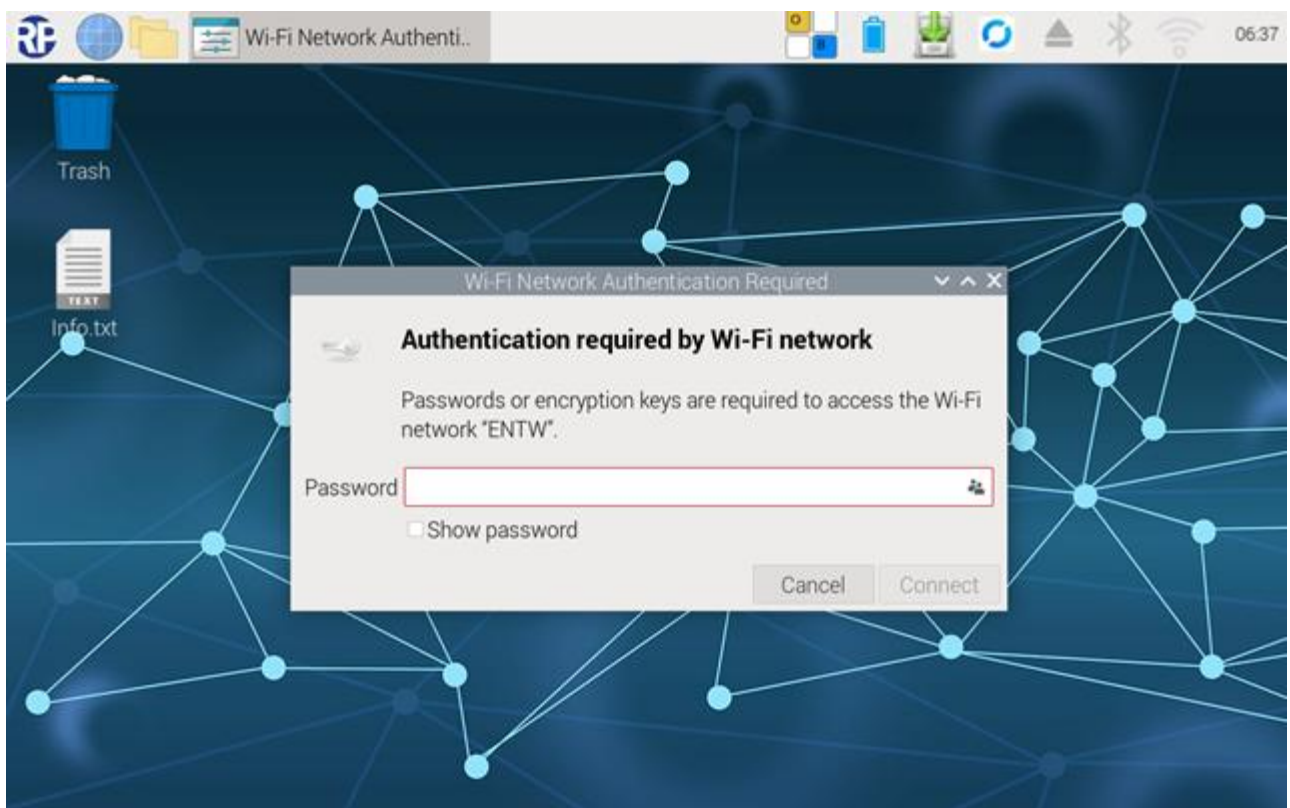 RP
Wi-Fi Network Authenti..
O
B
06:37
Trash
TEXT
Info.txt
Wi-Fi Network Authentication Required
Authentication required by Wi-Fi network
Passwords or encryption keys are required to access the Wi-Fi
network “ENTW”.
Password
Show password
Cancel
Connect